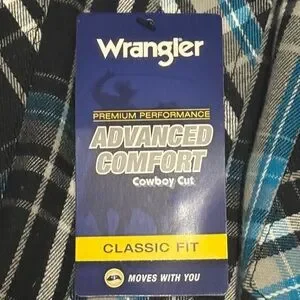 Wrangler
PREMIUM PERFORMANCE
ADVANCED
COMFORT
Cowboy Cut
CLASSIC FIT
MOVES WITH YOU